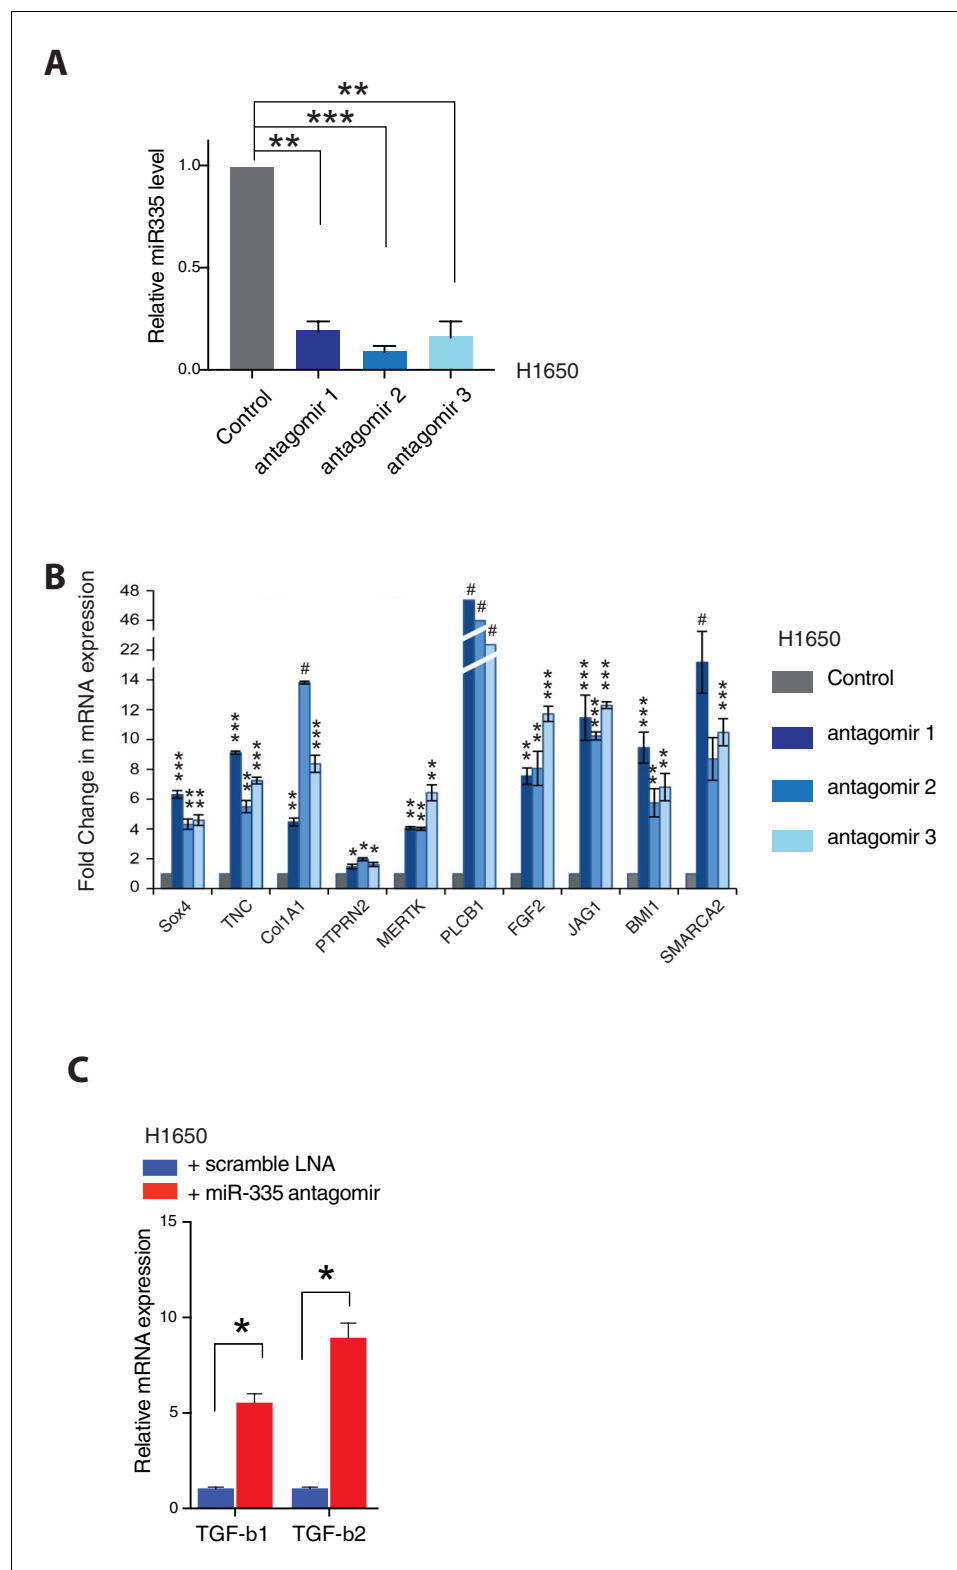 A
**
***
**
Relative miR335 level
1.0
0.5
0.0
Control
antagomir 1
antagomir 2
antagomir 3
H1650
B
Fold Change in mRNA expression
48
46
22
14
12
10
8
6
4
2
0
***
**
**
***
**
***
**
#
***
*
*
*
**
**
**
#
#
#
**
**
***
***
***
***
***
**
**
#
***
Sox4
TNC
Col1A1
PTPRN2
MERTK
PLCB1
FGF2
JAG1
BMI1
SMARCA2
H1650
Control
antagomir 1
antagomir 2
antagomir 3
C
H1650
+ scramble LNA
+ miR-335 antagomir
Relative mRNA expression
15
10
5
0
*
*
TGF-b1
TGF-b2